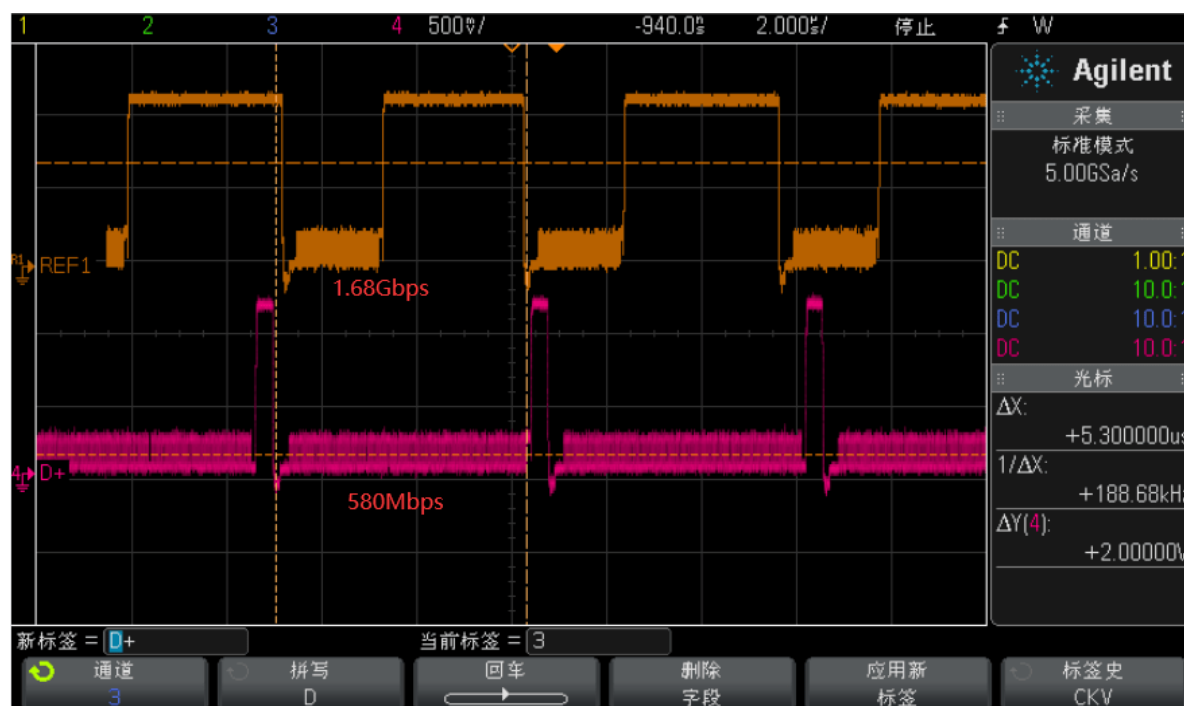 1 2 3 4 500mV/ -940.0ns 2.000us/ 停止 W
Agilent
采集
标准模式
5.00GSa/s
通道
DC 1.00:1
DC 10.0:1
DC 10.0:1
DC 10.0:1
光标
ΔX:
+5.300000us
1/ΔX:
+188.68kHz
ΔY(4):
+2.00000V
R1 REF1
1.68Gbps
4 D+
580Mbps
新标签 = D+ 当前标签 = 3
通道 拼写 回车 删除 应用新 标签史
3 D 字段 标签 CKV